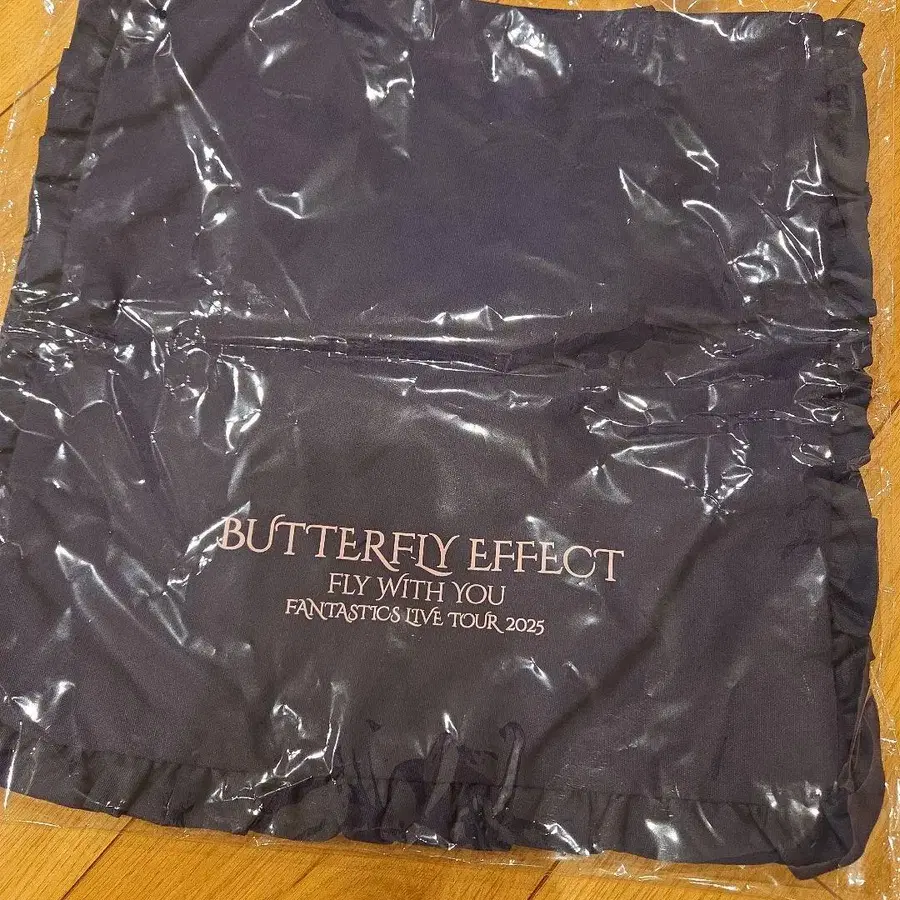 BUTTERFLY EFFECT
FLY WITH YOU
FANTASTICS LIVE TOUR 2025